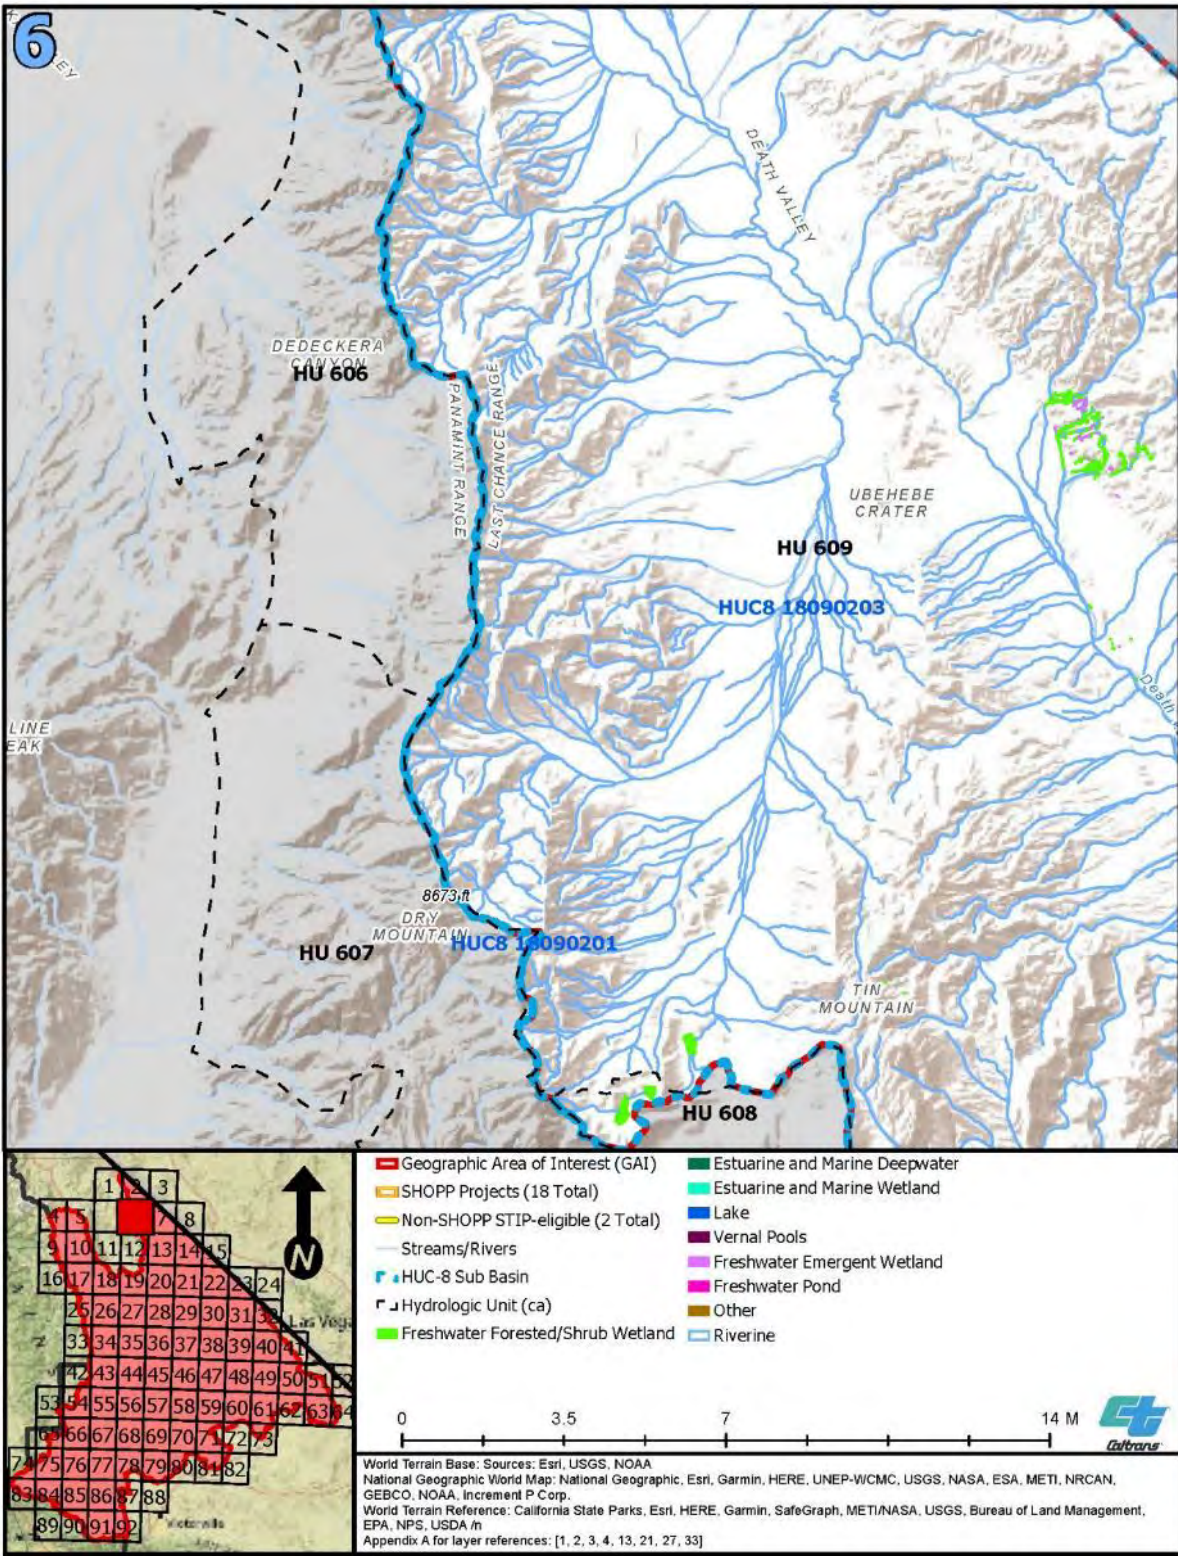 6
EY
DEATH VALLEY
DEDECKERA
CANYON
HU 606
PANAMINT RANGE
LAST CHANCE RANGE
UBEHEBE
CRATER
HU 609
HUC8 18090203
Death
LINE
EAK
8673 ft
DRY
MOUNTAIN
HUC8 18090201
HU 607
TIN
MOUNTAIN
HU 608
1 2 3
4 5 7 8
9 10 11 12 13 14 15
16 17 18 19 20 21 22 23 24
25 26 27 28 29 30 31 32
Las Vega
33 34 35 36 37 38 39 40 41
42 43 44 45 46 47 48 49 50 51 52
53 54 55 56 57 58 59 60 61 62 63 64
65 66 67 68 69 70 71 72 73
74 75 76 77 78 79 80 81 82
83 84 85 86 87 88
Victorville
89 90 91 92
N
Geographic Area of Interest (GAI)
SHOPP Projects (18 Total)
Non-SHOPP STIP-eligible (2 Total)
Streams/Rivers
HUC-8 Sub Basin
Hydrologic Unit (ca)
Freshwater Forested/Shrub Wetland
Estuarine and Marine Deepwater
Estuarine and Marine Wetland
Lake
Vernal Pools
Freshwater Emergent Wetland
Freshwater Pond
Other
Riverine
0 3.5 7 14 M
Caltrans
World Terrain Base: Sources: Esri, USGS, NOAA
National Geographic World Map: National Geographic, Esri, Garmin, HERE, UNEP-WCMC, USGS, NASA, ESA, METI, NRCAN,
GEBCO, NOAA, Increment P Corp.
World Terrain Reference: California State Parks, Esri, HERE, Garmin, SafeGraph, METI/NASA, USGS, Bureau of Land Management,
EPA, NPS, USDA /n
Appendix A for layer references: [1, 2, 3, 4, 13, 21, 27, 33]